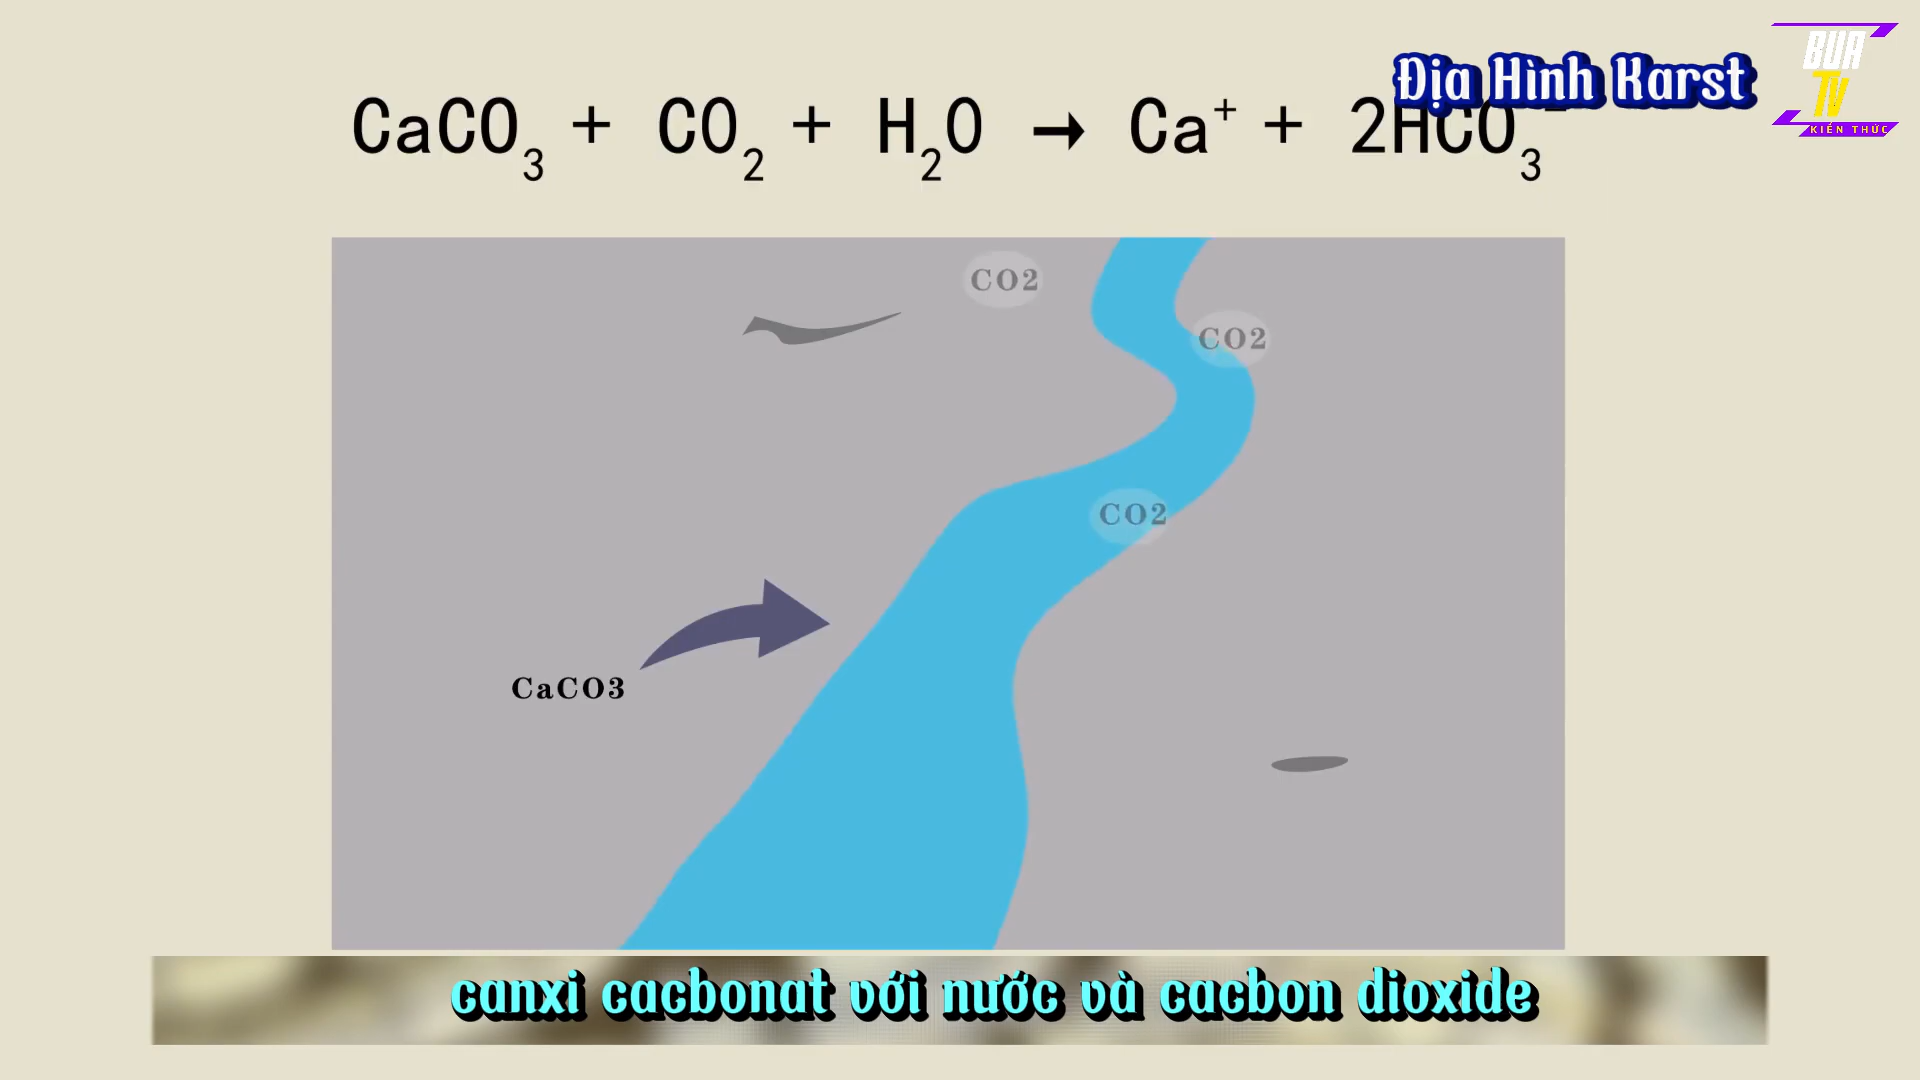 Địa Hình Karst
BUA
TV
KIẾN THỨC
CaCO₃ + CO₂ + H₂O → Ca⁺ + 2HCO₃⁻
CO2
CO2
CO2
CaCO3
canxi cacbonat với nước và cacbon dioxide